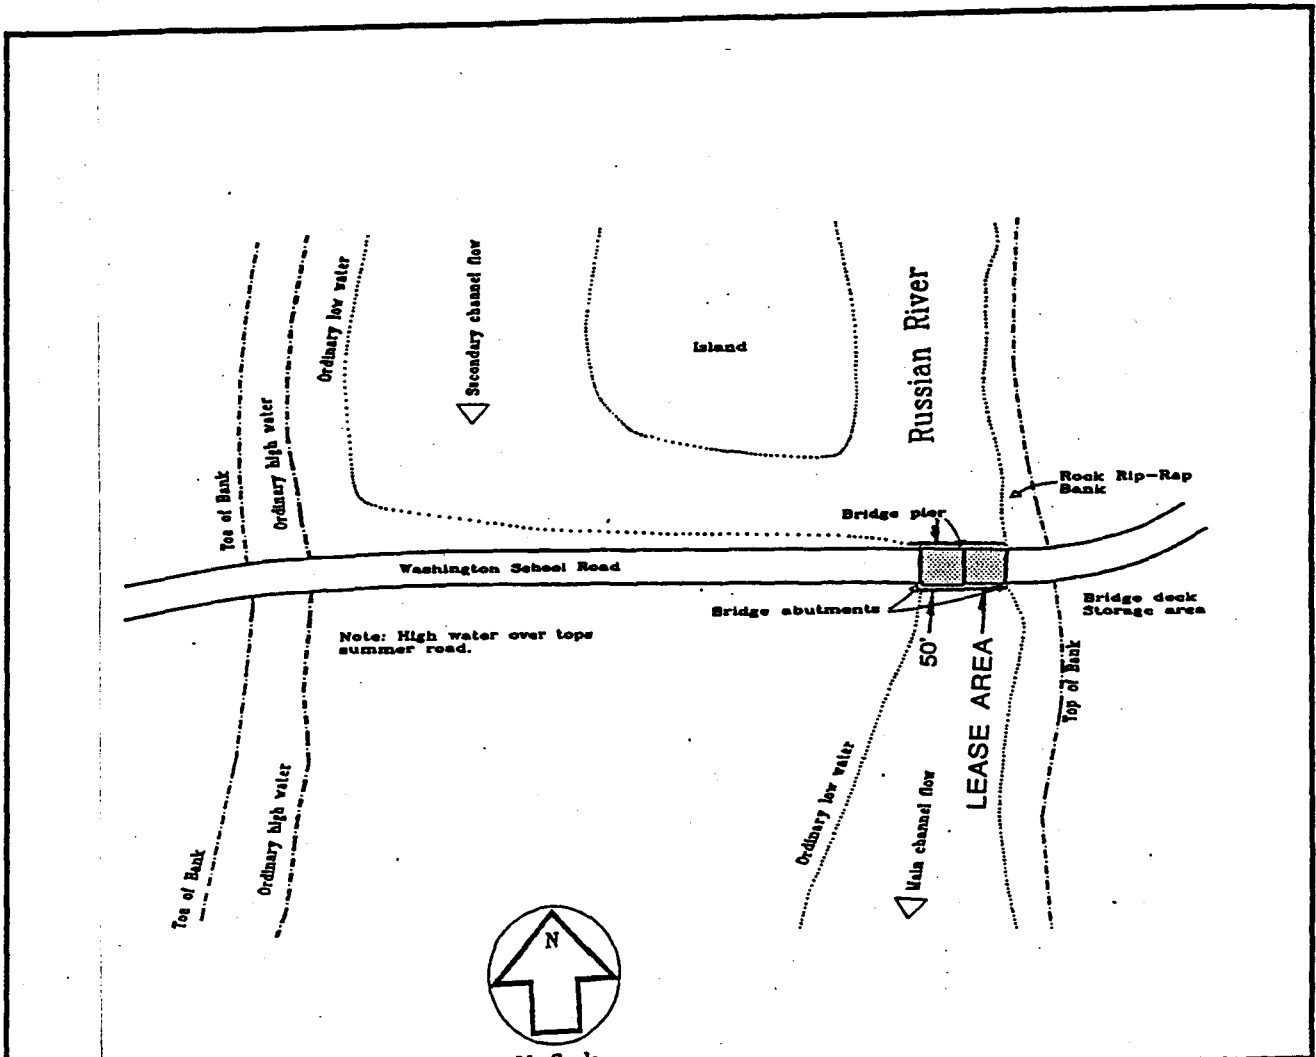 Ordinary low water
Secondary channel flow
Island
Russian River
Toe of Bank
Ordinary high water
Rock Rip-Rap
Bank
Bridge pier
Washington School Road
Bridge abutments
Bridge deck
Storage area
Note: High water over tops
summer road.
50'
LEASE AREA
Top of Bank
Ordinary low water
Main channel flow
Ordinary high water
Toe of Bank
N